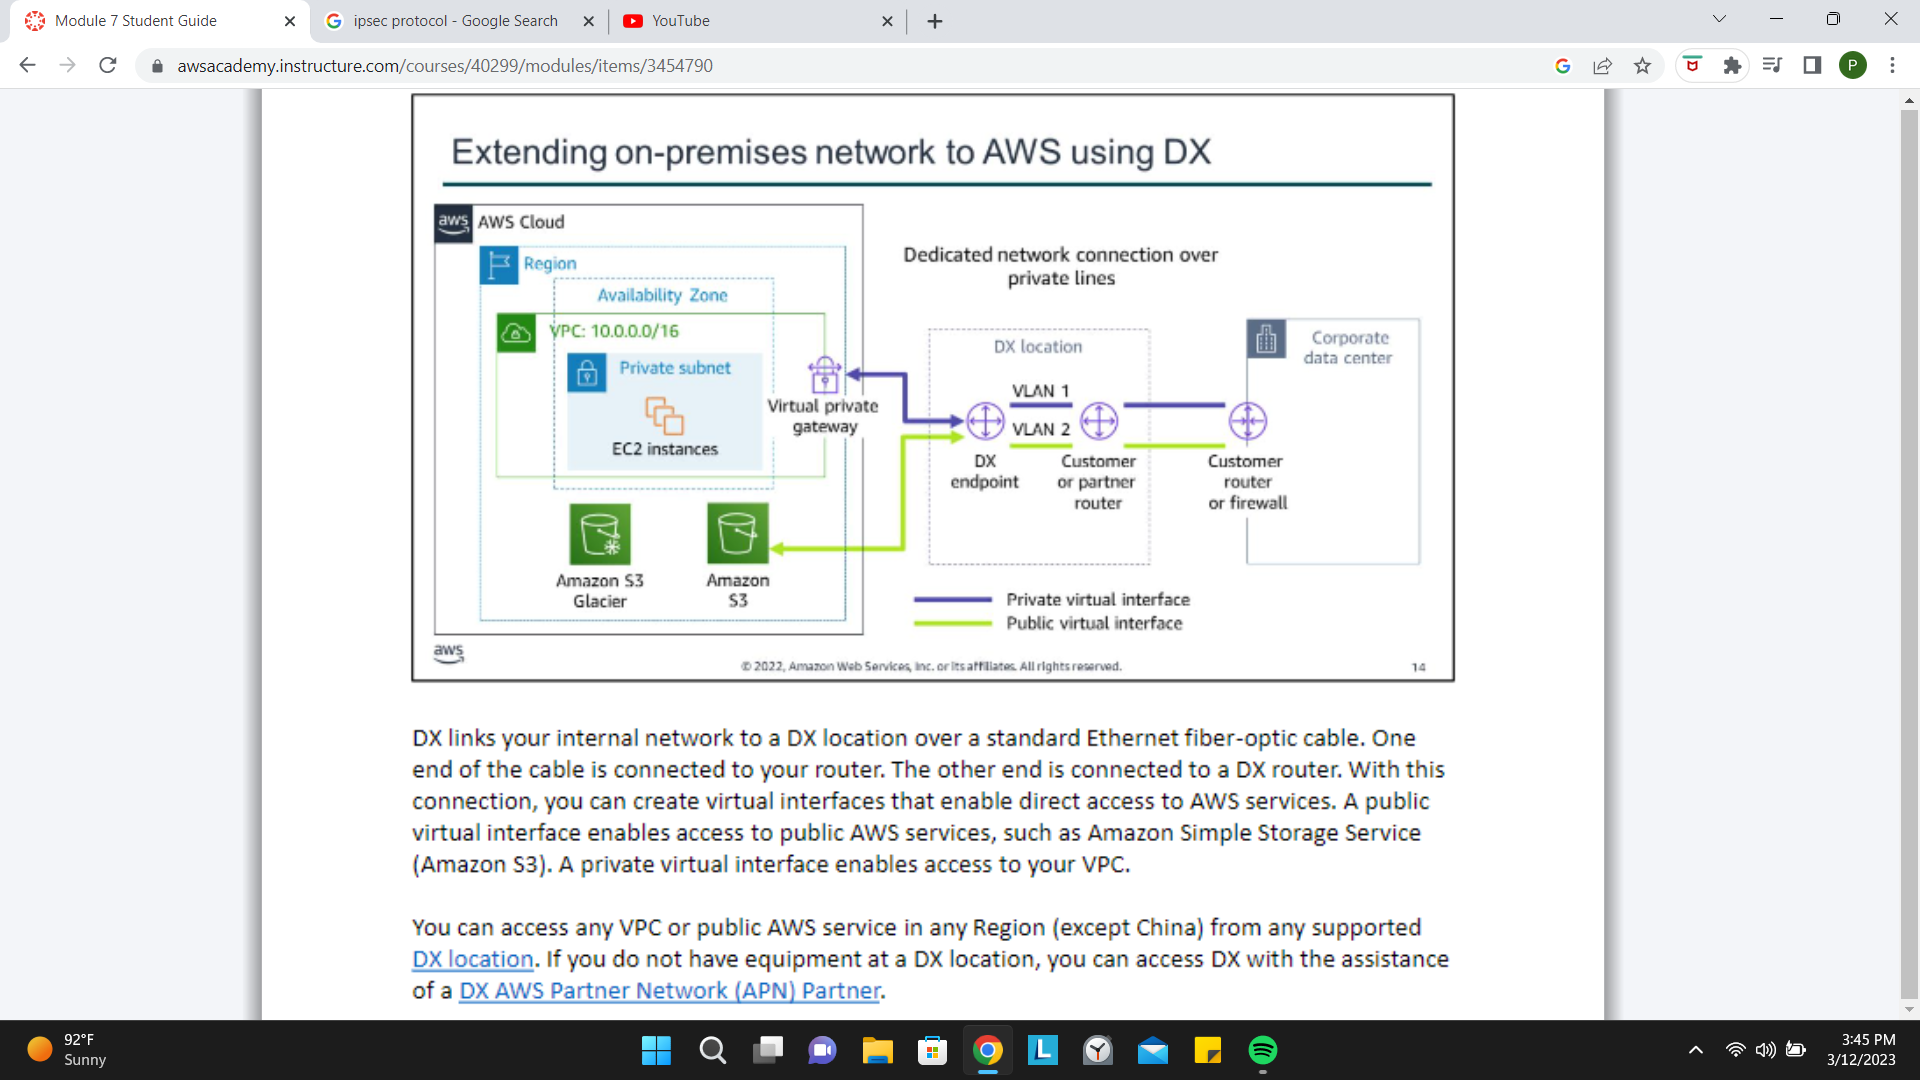 Module 7 Student Guide
ipsec protocol - Google Search
YouTube
awsacademy.instructure.com/courses/40299/modules/items/3454790
P
Extending on-premises network to AWS using DX
aws
AWS Cloud
Region
Availability Zone
VPC: 10.0.0.0/16
Private subnet
EC2 instances
Virtual private
gateway
Amazon S3
Glacier
Amazon
S3
Dedicated network connection over
private lines
DX location
VLAN 1
VLAN 2
DX
endpoint
Customer
or partner
router
Corporate
data center
Customer
router
or firewall
Private virtual interface
Public virtual interface
aws
© 2022, Amazon Web Services, Inc. or its affiliates. All rights reserved.
14
DX links your internal network to a DX location over a standard Ethernet fiber-optic cable. One
end of the cable is connected to your router. The other end is connected to a DX router. With this
connection, you can create virtual interfaces that enable direct access to AWS services. A public
virtual interface enables access to public AWS services, such as Amazon Simple Storage Service
(Amazon S3). A private virtual interface enables access to your VPC.
You can access any VPC or public AWS service in any Region (except China) from any supported
DX location. If you do not have equipment at a DX location, you can access DX with the assistance
of a DX AWS Partner Network (APN) Partner.
92°F
Sunny
L
3:45 PM
3/12/2023